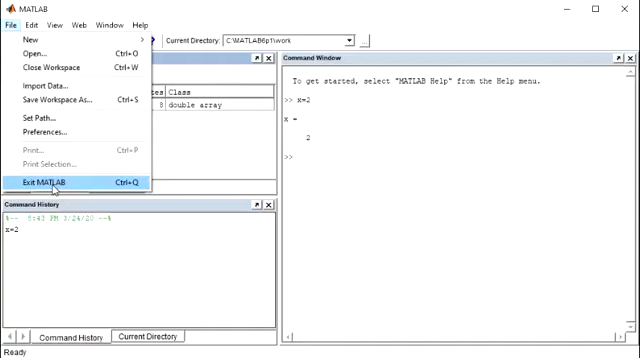 MATLAB
File Edit View Web Window Help
Current Directory: C:\MATLAB6p1\work ...
New
Open... Ctrl+O
Close Workspace Ctrl+W
Import Data...
Save Workspace As... Ctrl+S
Set Path...
Preferences...
Print... Ctrl+P
Print Selection...
Exit MATLAB Ctrl+Q
tes Class
8 double array
Command History
%-- 8:43 PM 3/24/20 --%
x=2
Command History Current Directory
Command Window
To get started, select "MATLAB Help" from the Help menu.
>> x=2
x =
2
>>
Ready